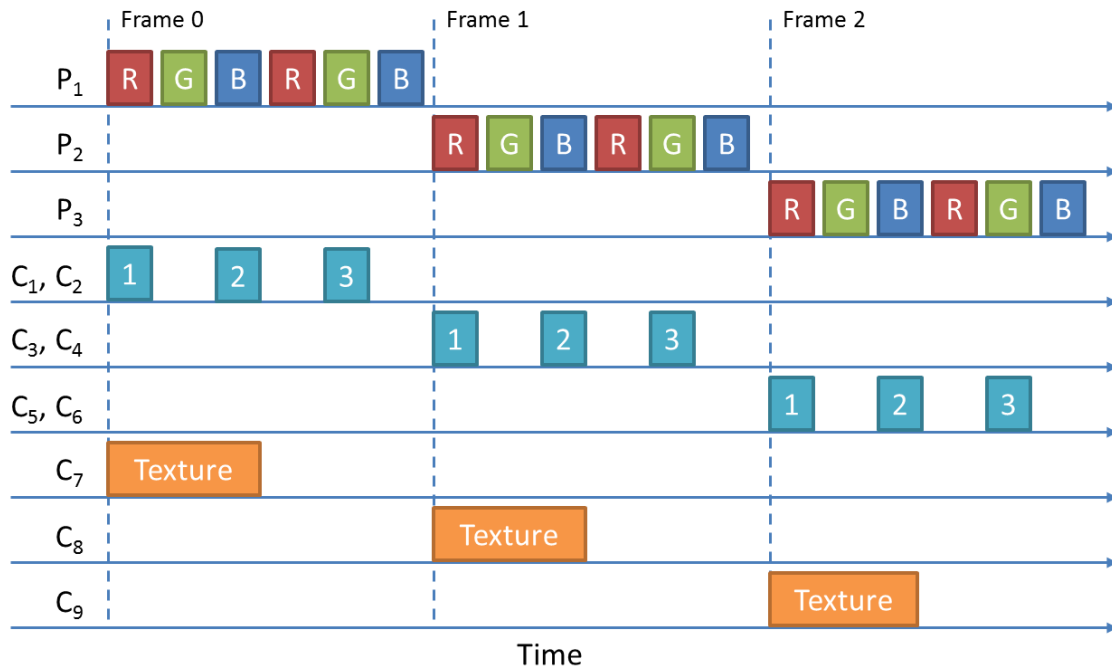 Frame 0 Frame 1 Frame 2
P1 R G B R G B
P2 R G B R G B
P3 R G B R G B
C1, C2 1 2 3
C3, C4 1 2 3
C5, C6 1 2 3
C7 Texture
C8 Texture
C9 Texture
Time